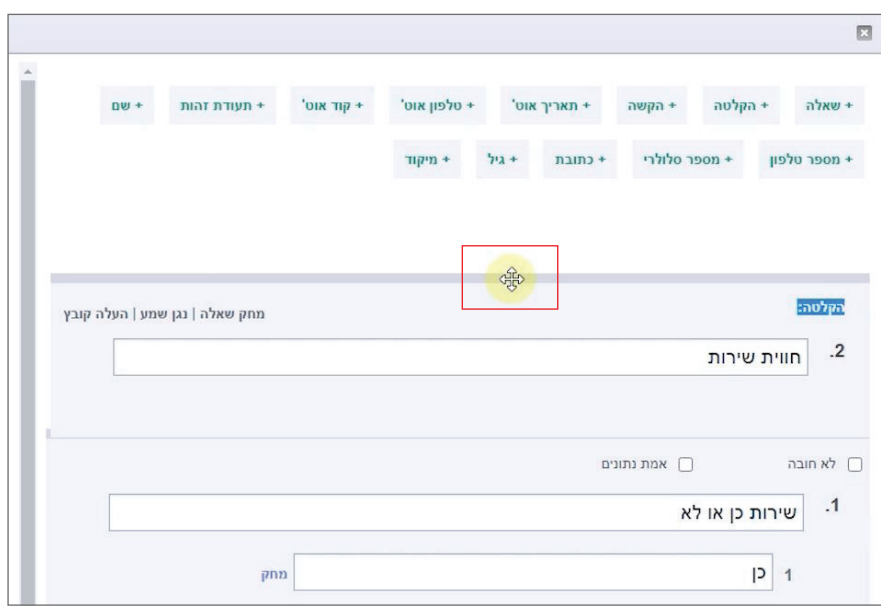 + שאלה + הקלטה + הקשה + תאריך אוט' + טלפון אוט' + קוד אוט' + תעודת זהות + שם
+ מספר טלפון + מספר סלולרי + כתובת + גיל + מיקוד
הקלטה: מחק שאלה | נגן שמע | העלה קובץ
2. חווית שירות
לא חובה אמת נתונים
1. שירות כן או לא
1 כן מחק